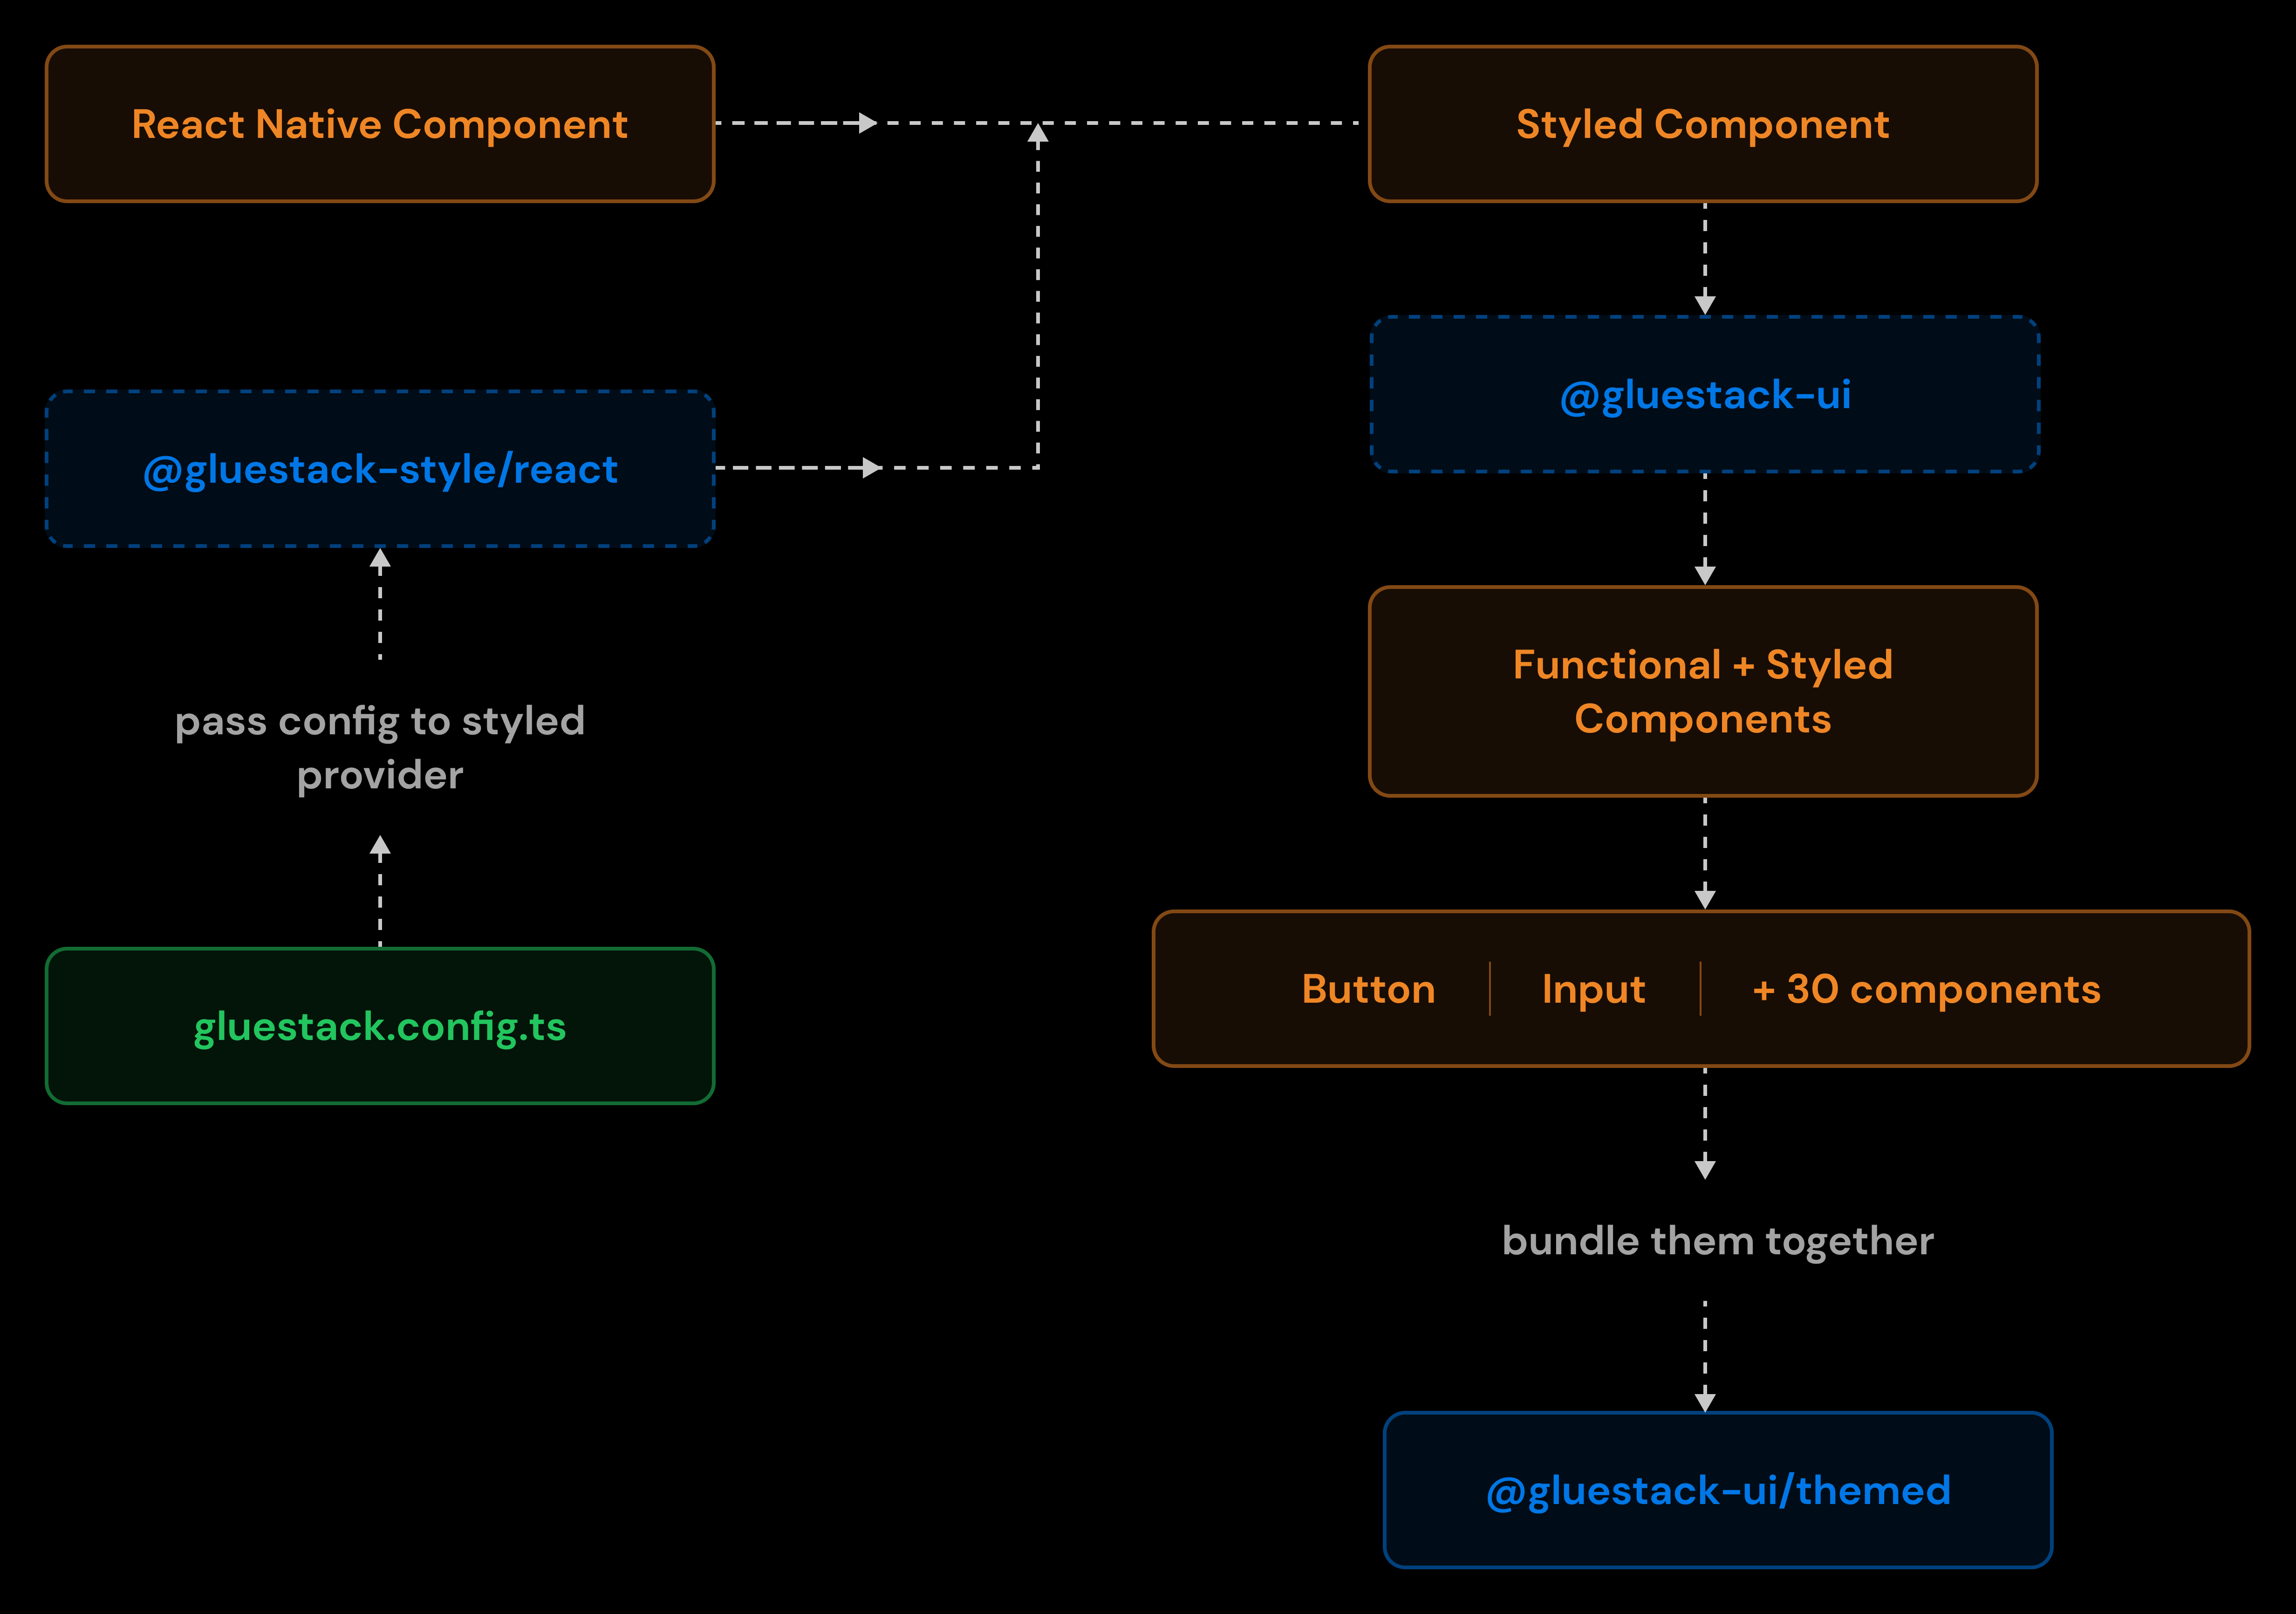 React Native Component
Styled Component
@gluestack-ui
@gluestack-style/react
Functional + Styled
Components
pass config to styled
provider
Button
Input
+ 30 components
gluestack.config.ts
bundle them together
@gluestack-ui/themed